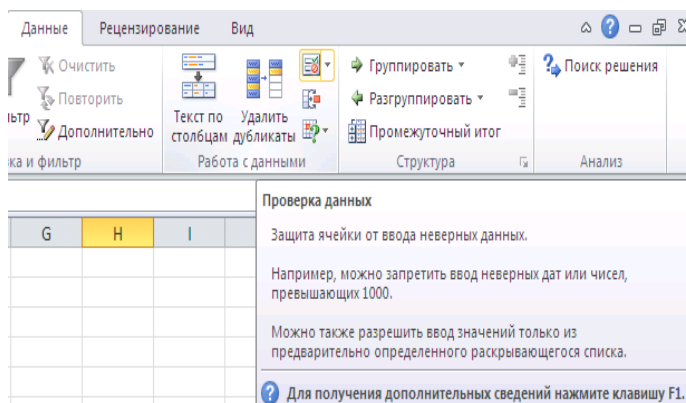 Данные Рецензирование Вид
Очистить
Повторить
Дополнительно
Текст по столбцам
Удалить дубликаты
Группировать
Разгруппировать
Промежуточный итог
Поиск решения
и фильтр Работа с данными Структура Анализ
Проверка данных
G H I
Защита ячейки от ввода неверных данных.
Например, можно запретить ввод неверных дат или чисел,
превышающих 1000.
Можно также разрешить ввод значений только из
предварительно определенного раскрывающегося списка.
Для получения дополнительных сведений нажмите клавишу F1.